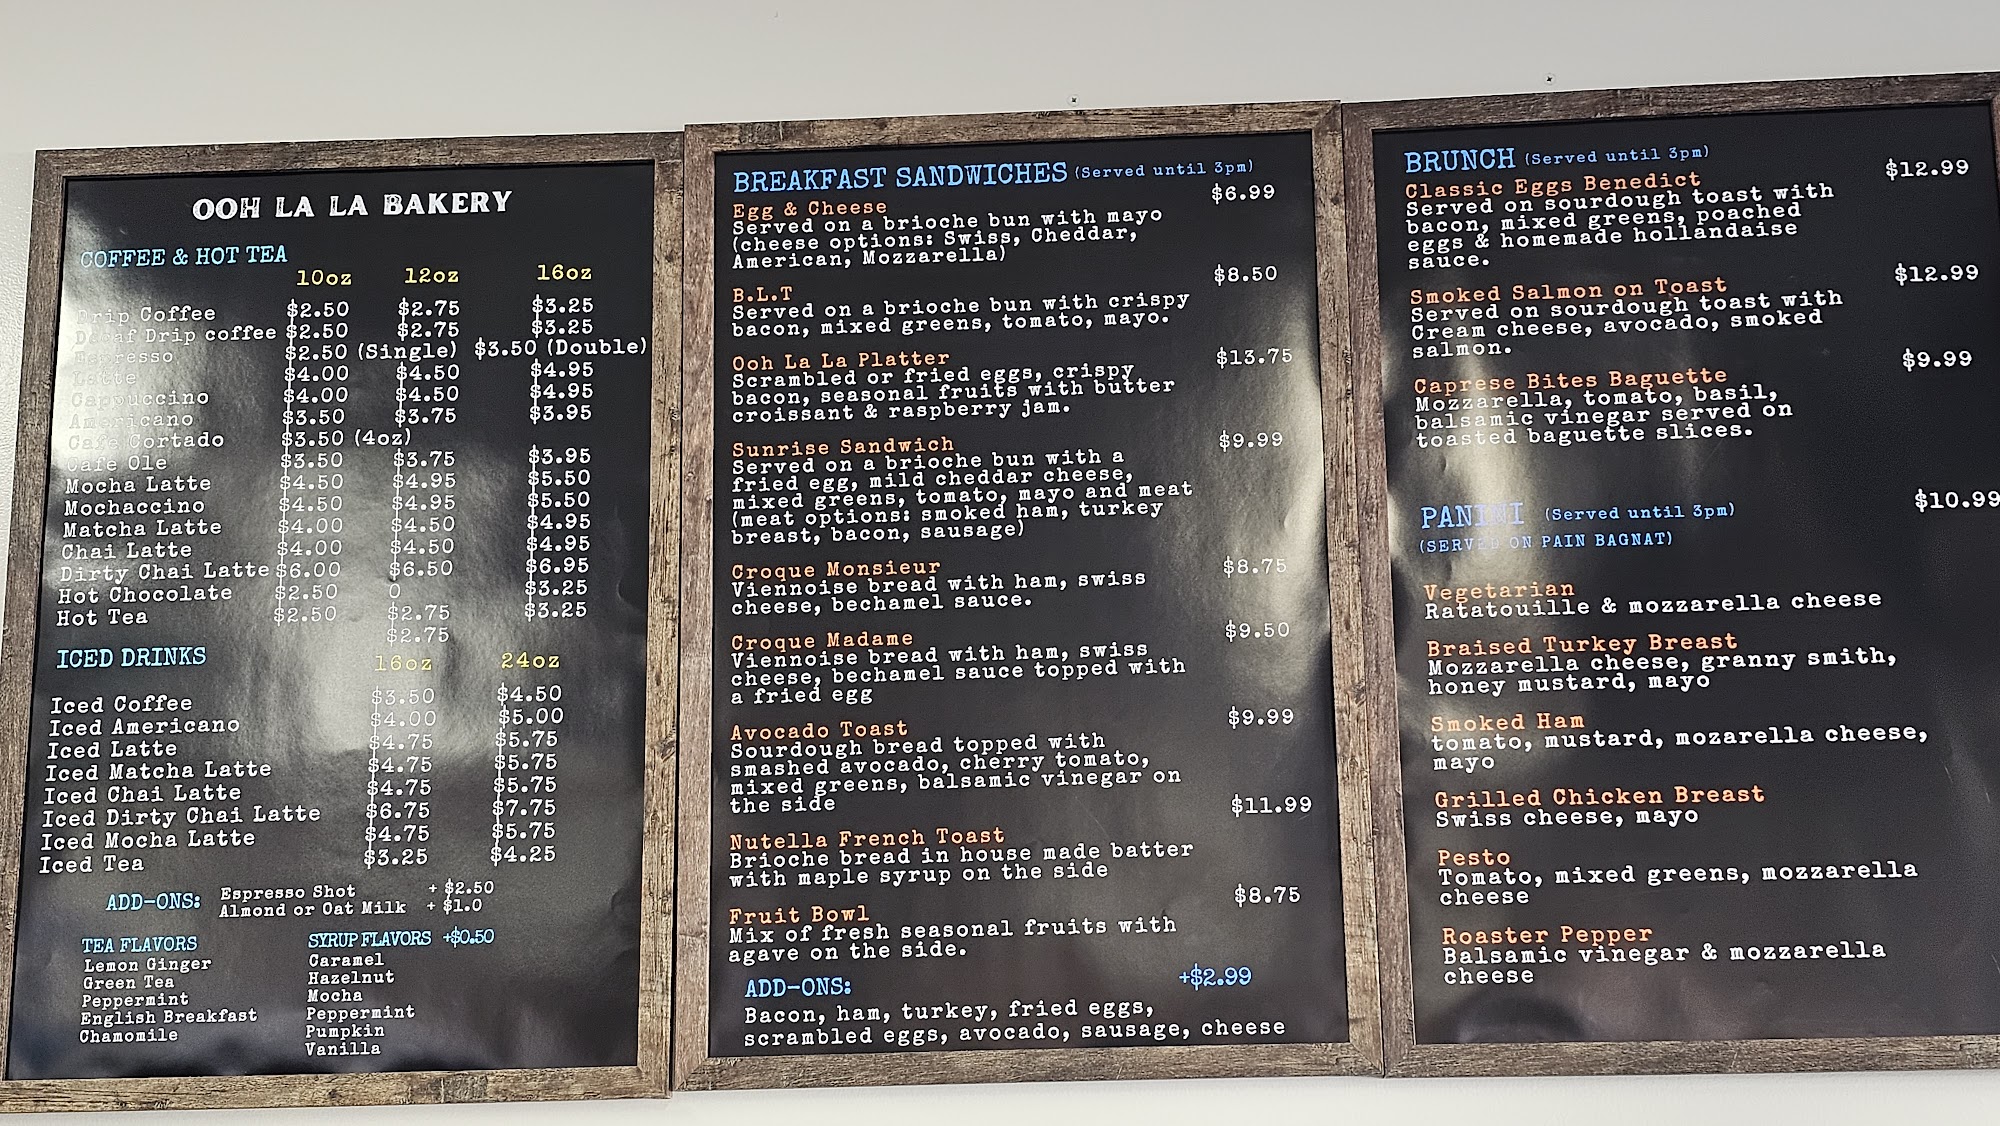 OOH LA LA BAKERY
COFFEE & HOT TEA
10oz 12oz 16oz
Drip Coffee $2.50 $2.75 $3.25
Decaf Drip coffee $2.50 $2.75 $3.25
Espresso $2.50 (Single) $3.50 (Double)
Latte $4.00 $4.50 $4.95
Cappuccino $4.00 $4.50 $4.95
Americano $3.50 $3.75 $3.95
Cafe Cortado $3.50 (4oz)
Cafe Ole $3.50 $3.75 $3.95
Mocha Latte $4.50 $4.95 $5.50
Mochaccino $4.50 $4.95 $5.50
Matcha Latte $4.00 $4.50 $4.95
Chai Latte $4.00 $4.50 $4.95
Dirty Chai Latte $6.00 $6.50 $6.95
Hot Chocolate $2.50 0 $3.25
Hot Tea $2.50 $2.75 $3.25
$2.75
ICED DRINKS
16oz 24oz
Iced Coffee $3.50 $4.50
Iced Americano $4.00 $5.00
Iced Latte $4.75 $5.75
Iced Matcha Latte $4.75 $5.75
Iced Chai Latte $4.75 $5.75
Iced Dirty Chai Latte $6.75 $7.75
Iced Mocha Latte $4.75 $5.75
Iced Tea $3.25 $4.25
ADD-ONS: Espresso Shot + $2.50
Almond or Oat Milk + $1.0
TEA FLAVORS
Lemon Ginger
Green Tea
Peppermint
English Breakfast
Chamomile
SYRUP FLAVORS +$0.50
Caramel
Hazelnut
Mocha
Peppermint
Pumpkin
Vanilla
BREAKFAST SANDWICHES (Served until 3pm)
Egg & Cheese $6.99
Served on a brioche bun with mayo
(cheese options: Swiss, Cheddar,
American, Mozzarella)
B.L.T $8.50
Served on a brioche bun with crispy
bacon, mixed greens, tomato, mayo.
Ooh La La Platter $13.75
Scrambled or fried eggs, crispy
bacon, seasonal fruits with butter
croissant & raspberry jam.
Sunrise Sandwich $9.99
Served on a brioche bun with a
fried egg, mild cheddar cheese,
mixed greens, tomato, mayo and meat
(meat options: smoked ham, turkey
breast, bacon, sausage)
Croque Monsieur $8.75
Viennoise bread with ham, swiss
cheese, bechamel sauce.
Croque Madame $9.50
Viennoise bread with ham, swiss
cheese, bechamel sauce topped with
a fried egg
Avocado Toast $9.99
Sourdough bread topped with
smashed avocado, cherry tomato,
mixed greens, balsamic vinegar on
the side
Nutella French Toast $11.99
Brioche bread in house made batter
with maple syrup on the side
Fruit Bowl $8.75
Mix of fresh seasonal fruits with
agave on the side.
ADD-ONS: +$2.99
Bacon, ham, turkey, fried eggs,
scrambled eggs, avocado, sausage, cheese
BRUNCH (Served until 3pm)
Classic Eggs Benedict $12.99
Served on sourdough toast with
bacon, mixed greens, poached
eggs & homemade hollandaise
sauce.
Smoked Salmon on Toast $12.99
Served on sourdough toast with
Cream cheese, avocado, smoked
salmon.
Caprese Bites Baguette $9.99
Mozzarella, tomato, basil,
balsamic vinegar served on
toasted baguette slices.
PANINI (Served until 3pm) $10.99
(SERVED ON PAIN BAGNAT)
Vegetarian
Ratatouille & mozzarella cheese
Braised Turkey Breast
Mozzarella cheese, granny smith,
honey mustard, mayo
Smoked Ham
tomato, mustard, mozarella cheese,
mayo
Grilled Chicken Breast
Swiss cheese, mayo
Pesto
Tomato, mixed greens, mozzarella
cheese
Roaster Pepper
Balsamic vinegar & mozzarella
cheese